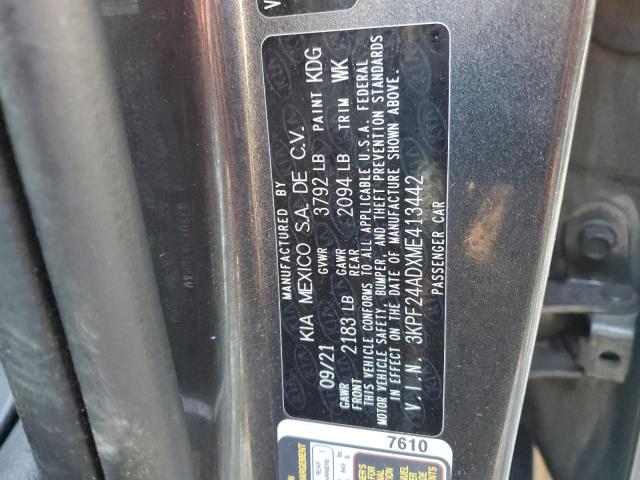 MANUFACTURED BY
KIA MEXICO S.A. DE C.V.
09/21 GVWR 3792 LB PAINT KDG
GAWR FRONT 2183 LB GAWR REAR 2094 LB TRIM WK
THIS VEHICLE CONFORMS TO ALL APPLICABLE U.S.A. FEDERAL
MOTOR VEHICLE SAFETY, BUMPER, AND THEFT PREVENTION STANDARDS
IN EFFECT ON THE DATE OF MANUFACTURE SHOWN ABOVE.
V.I.N. 3KPF24ADXME413442
PASSENGER CAR
7610